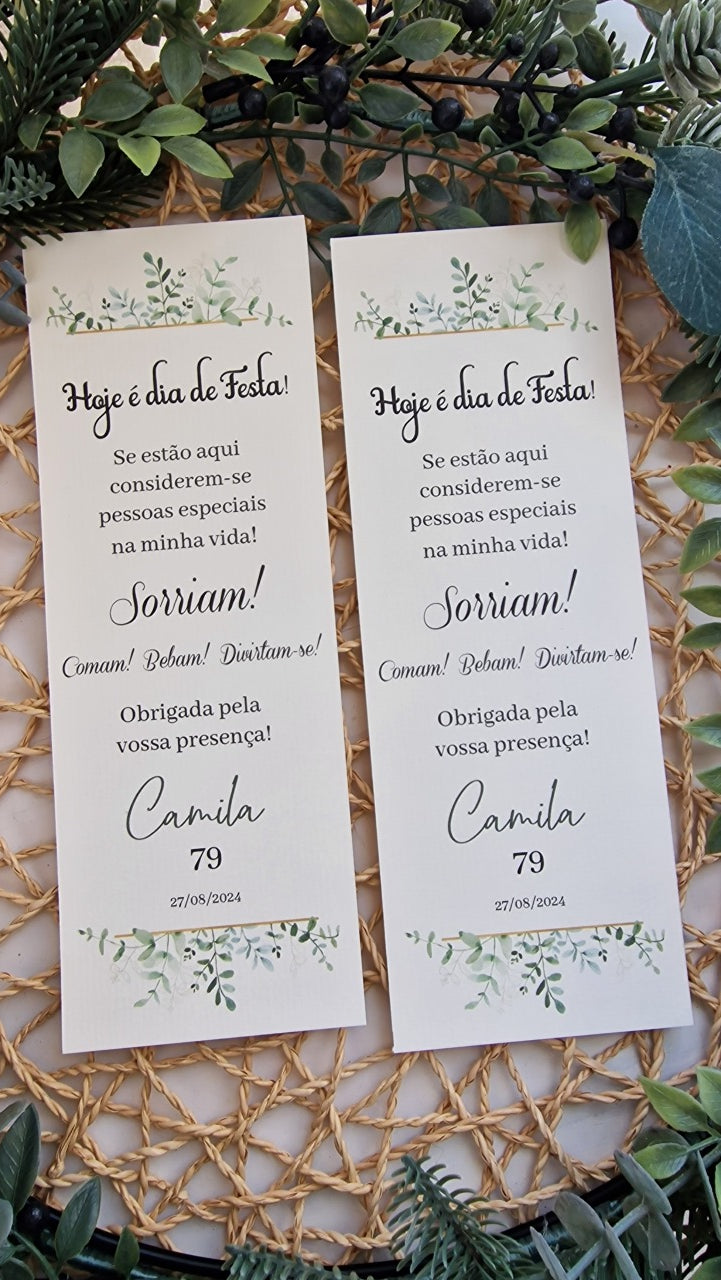 Hoje é dia de Festa!
Se estão aqui
considerem-se
pessoas especiais
na minha vida!
Sorriam!
Comam! Bebam! Divirtam-se!
Obrigada pela
vossa presença!
Camila
79
27/08/2024
Hoje é dia de Festa!
Se estão aqui
considerem-se
pessoas especiais
na minha vida!
Sorriam!
Comam! Bebam! Divirtam-se!
Obrigada pela
vossa presença!
Camila
79
27/08/2024